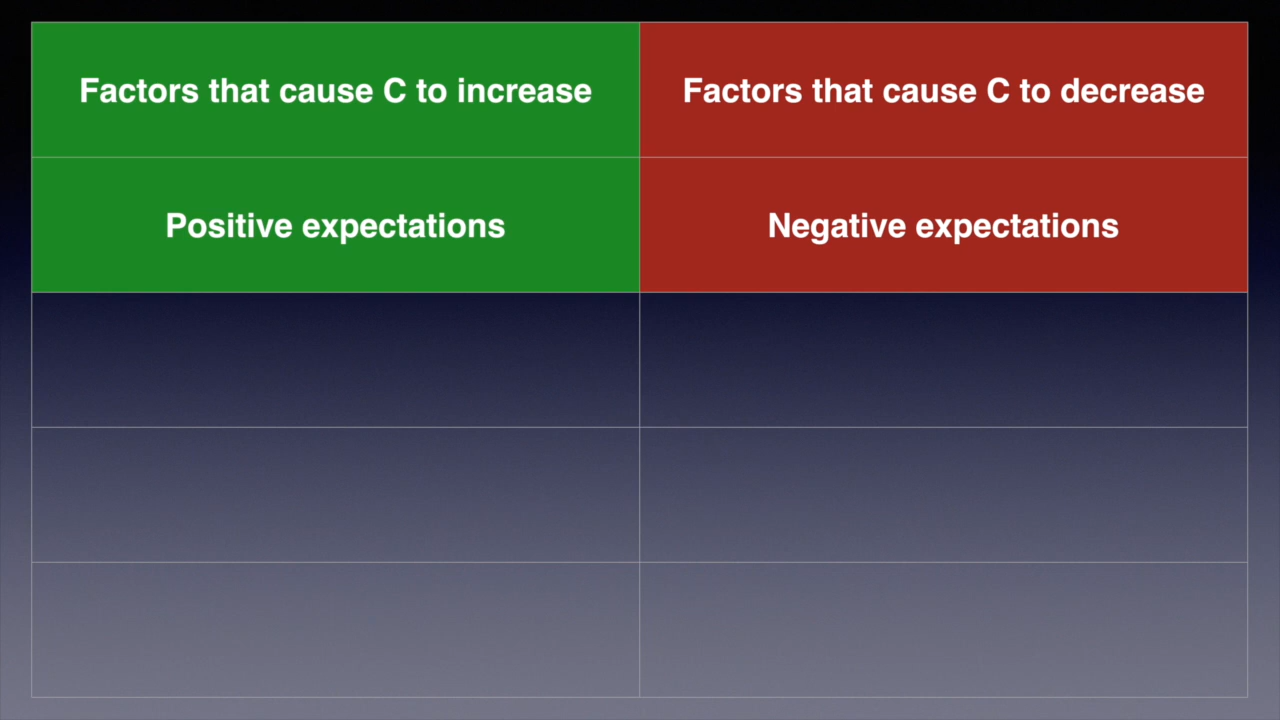 Factors that cause C to increase
Factors that cause C to decrease
Positive expectations
Negative expectations